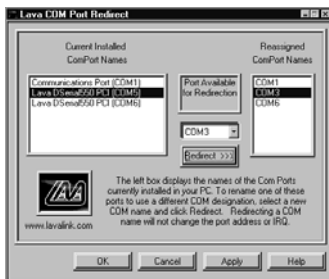 Lava COM Port Redirect
Current Installed
ComPort Names
Reassigned
ComPort Names
Communications Port (COM1)
Lava DSerial550 PCI (COM5)
Lava DSerial550 PCI (COM6)
Port Available
for Redirection
COM1
COM3
COM6
COM3
Redirect >>>
LAVA
www.lavalink.com
The left box displays the names of the Com Ports
currently installed in your PC. To rename one of these
ports to use a different COM designation, select a new
COM name and click Redirect. Redirecting a COM
name will not change the port address or IRQ.
OK
Cancel
Apply
Help